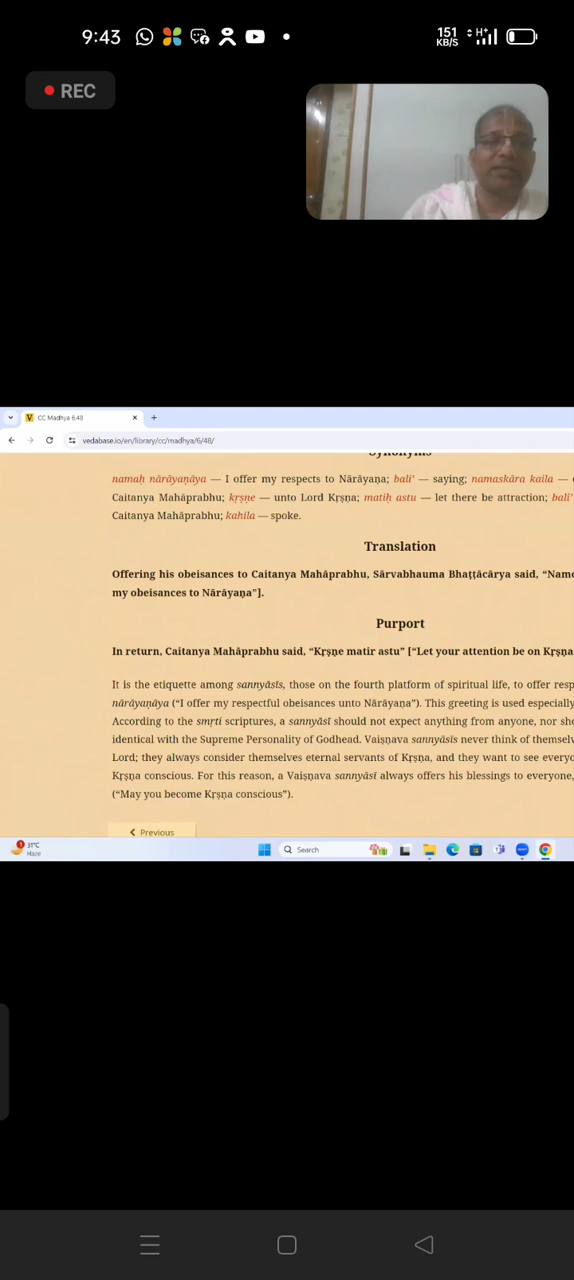 9:43
151
KB/S
H+
REC
CC Madhya 6.48
vedabase.io/en/library/cc/madhya/6/48/
Synonyms
namaḥ nārāyaṇāya — I offer my respects to Nārāyaṇa; bali’ — saying; namaskāra kaila —
Caitanya Mahāprabhu; kṛṣṇe — unto Lord Kṛṣṇa; matiḥ astu — let there be attraction; bali’
Caitanya Mahāprabhu; kahila — spoke.
Translation
Offering his obeisances to Caitanya Mahāprabhu, Sārvabhauma Bhaṭṭācārya said, “Namo
my obeisances to Nārāyaṇa”].
Purport
In return, Caitanya Mahāprabhu said, “Kṛṣṇe matir astu” [“Let your attention be on Kṛṣṇa
It is the etiquette among sannyāsīs, those on the fourth platform of spiritual life, to offer resp
nārāyaṇāya (“I offer my respectful obeisances unto Nārāyaṇa”). This greeting is used especially
According to the smṛti scriptures, a sannyāsī should not expect anything from anyone, nor sho
identical with the Supreme Personality of Godhead. Vaiṣṇava sannyāsīs never think of themselv
Lord; they always consider themselves eternal servants of Kṛṣṇa, and they want to see everyo
Kṛṣṇa conscious. For this reason, a Vaiṣṇava sannyāsī always offers his blessings to everyone,
(“May you become Kṛṣṇa conscious”).
Previous
1
31°C
Haze
Search